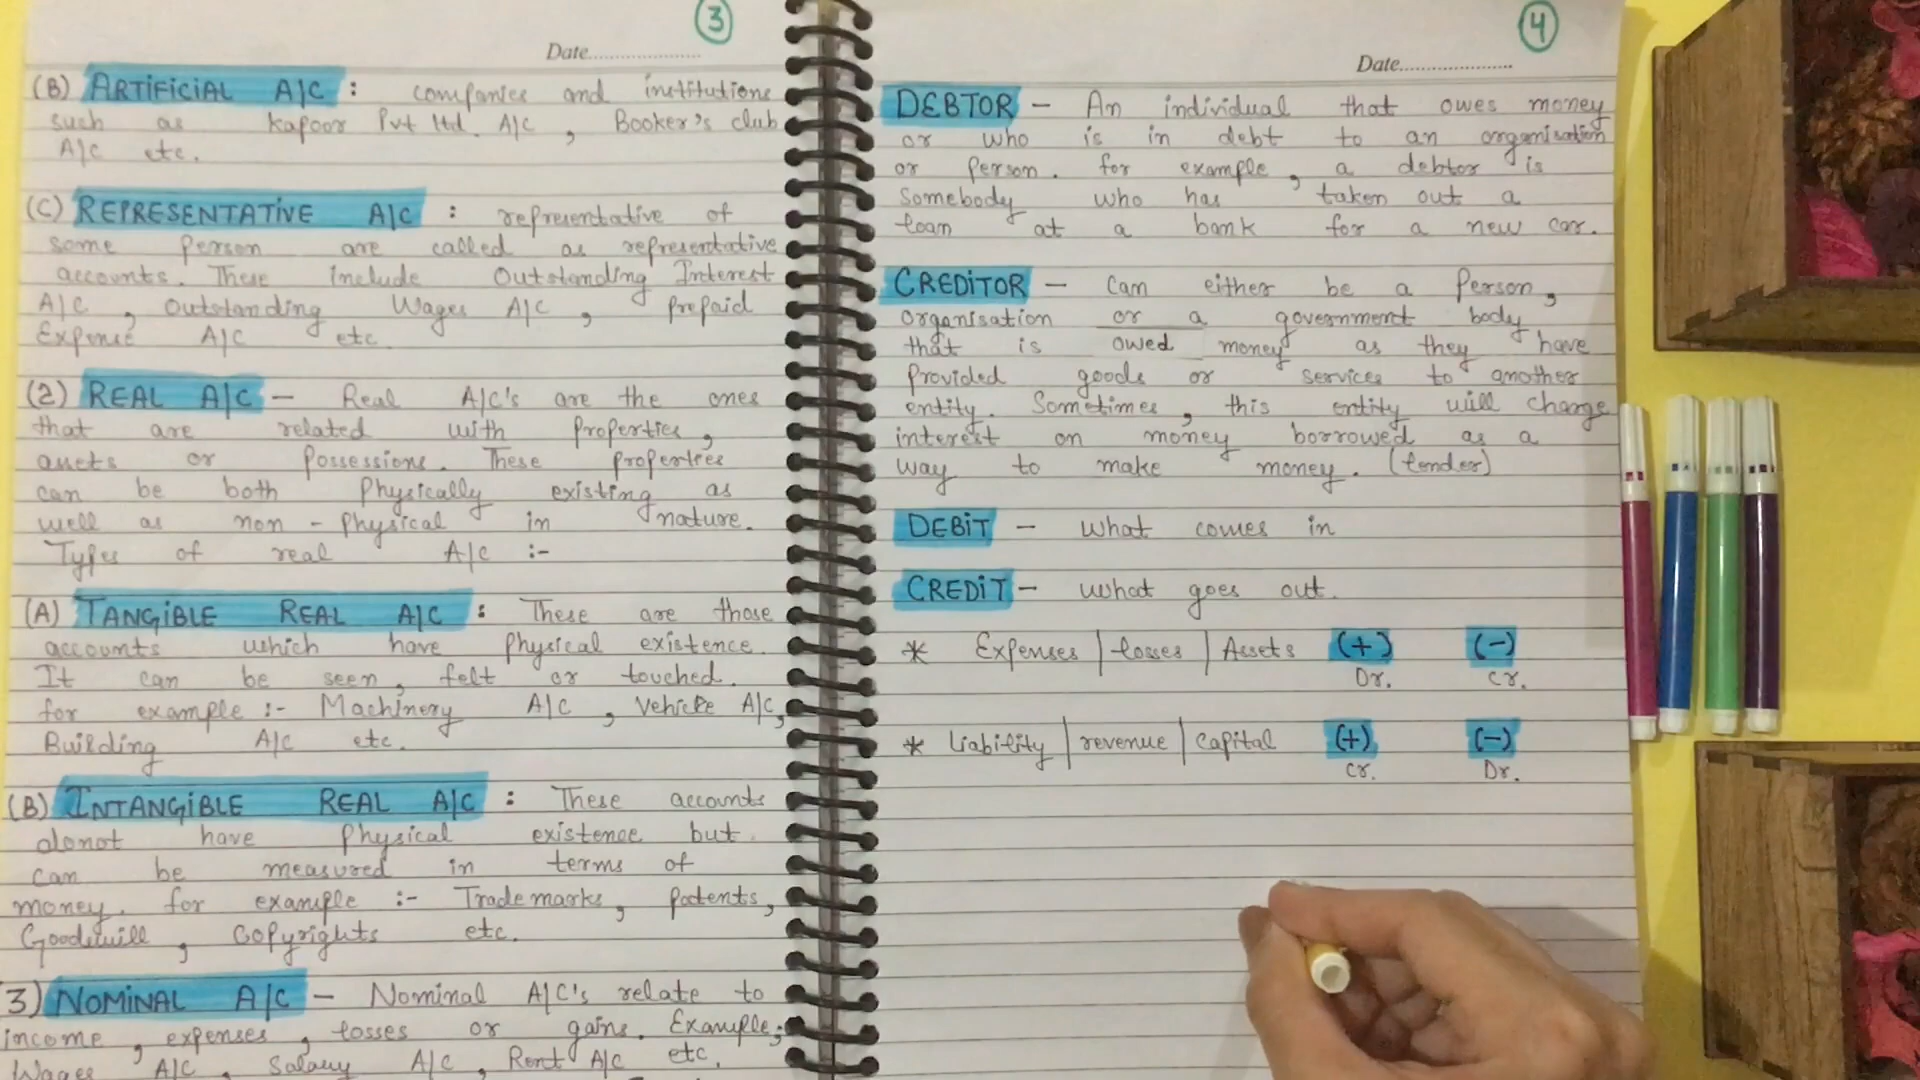 3
Date....................
(B) ARTIFICIAL A/C : companies and institutions
such as Kapoor Pvt ltd. A/C , Booker's club
A/C etc.
(C) REPRESENTATIVE A/C : representative of
some person are called as representative
accounts. These include Outstanding Interest
A/C , Outstanding Wages A/C , Prepaid
Expense A/C etc.
(2) REAL A/C — Real A/C's are the ones
that are related with Properties,
assets or Possessions. These properties
can be both Physically existing as
well as non - Physical in nature.
Types of real A/C :-
(A) TANGIBLE REAL A/C : These are those
accounts which have Physical existence.
It can be seen, felt or touched.
for example :- Machinery A/C , Vehicle A/C,
Building A/C etc.
(B) INTANGIBLE REAL A/C : These accounts
donot have Physical existence but
can be measured in terms of
money. for example :- Trademarks, Patents,
Goodwill , Copyrights etc.
3) NOMINAL A/C — Nominal A/C's relate to
income , expenses , losses or gains. Example,
Wages A/C , Salary A/C , Rent A/C etc.
4
Date....................
DEBTOR — An individual that owes money
or who is in debt to an organisation
or Person. for example , a debtor is
Somebody who has taken out a
loan at a bank for a new car.
CREDITOR — Can either be a Person,
Organisation or a government body
that is owed money as they have
Provided goods or services to another
entity. Sometimes , this entity will charge
interest on money borrowed as a
way to make money. (lender)
DEBIT — What comes in
CREDIT — What goes out.
* Expenses | losses | Assets (+) (-)
Dr. Cr.
* Liability | revenue | Capital (+) (-)
Cr. Dr.